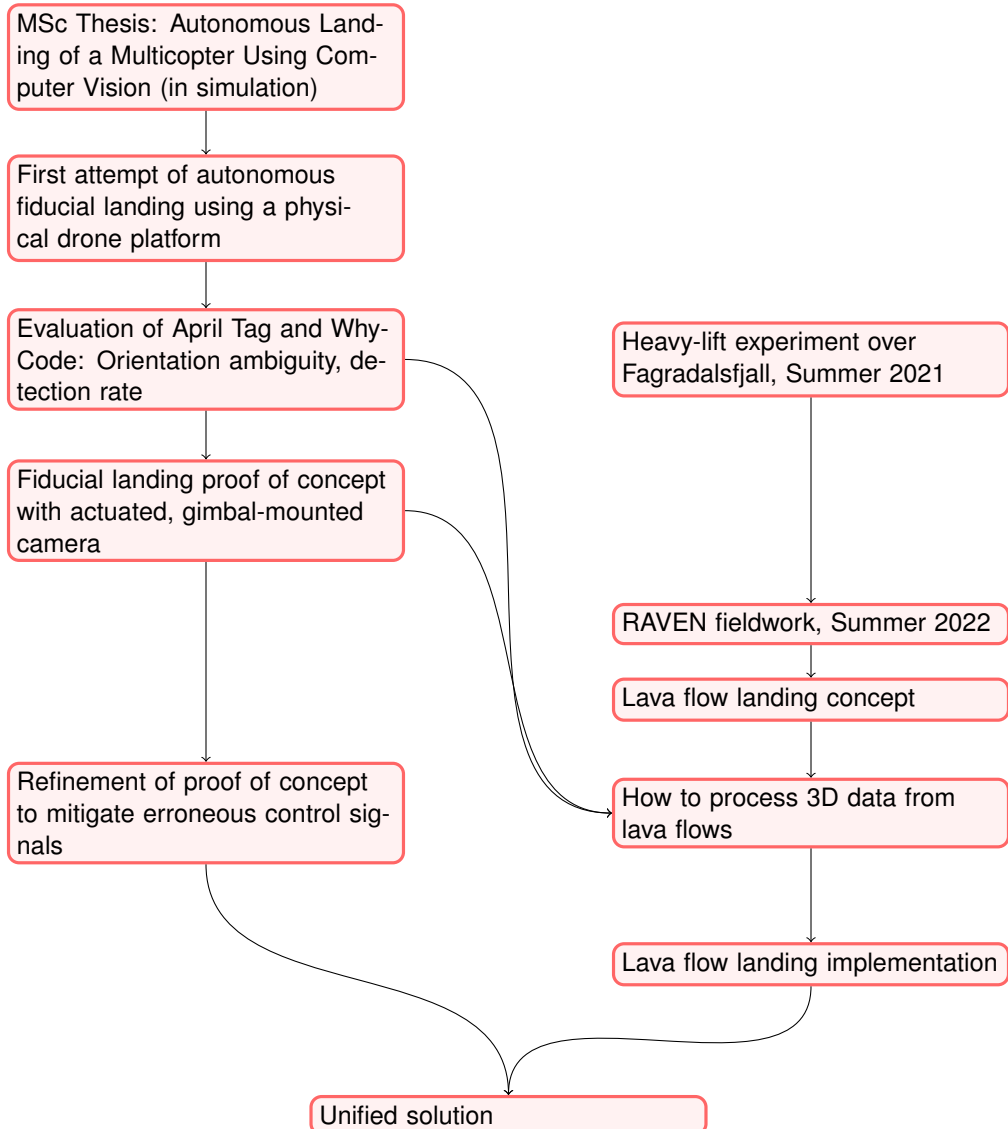 MSc Thesis: Autonomous Land-
ing of a Multicopter Using Com-
puter Vision (in simulation)
First attempt of autonomous
fiducial landing using a physi-
cal drone platform
Evaluation of April Tag and Why-
Code: Orientation ambiguity, de-
tection rate
Heavy-lift experiment over
Fagradalsfjall, Summer 2021
Fiducial landing proof of concept
with actuated, gimbal-mounted
camera
RAVEN fieldwork, Summer 2022
Lava flow landing concept
Refinement of proof of concept
to mitigate erroneous control sig-
nals
How to process 3D data from
lava flows
Lava flow landing implementation
Unified solution